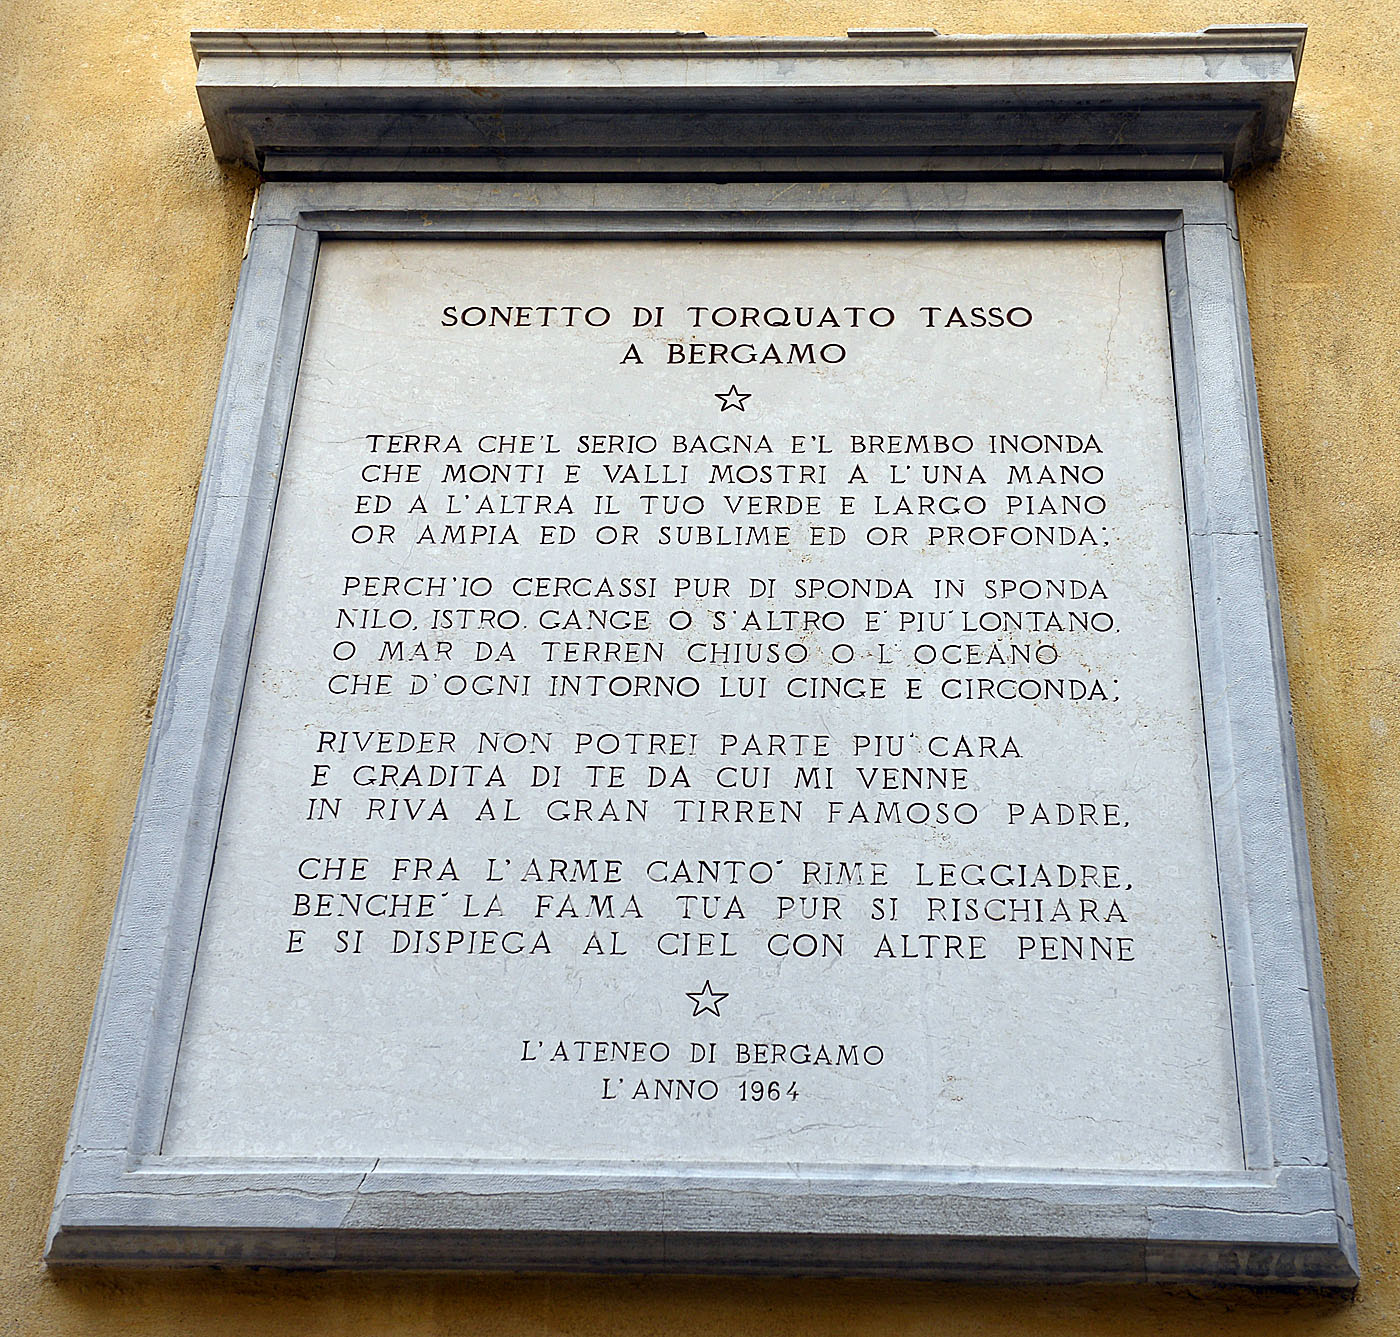 SONETTO DI TORQUATO TASSO
A BERGAMO
TERRA CHE'L SERIO BAGNA E'L BREMBO INONDA
CHE MONTI E VALLI MOSTRI A L'UNA MANO
ED A L'ALTRA IL TUO VERDE E LARGO PIANO
OR AMPIA ED OR SUBLIME ED OR PROFONDA;
PERCH'IO CERCASSI PUR DI SPONDA IN SPONDA
NILO, ISTRO. GANGE O S'ALTRO E' PIU' LONTANO.
O MAR DA TERREN CHIUSO O L'OCEANO
CHE D'OGNI INTORNO LUI CINGE E CIRCONDA;
RIVEDER NON POTREI PARTE PIU' CARA
E GRADITA DI TE DA CUI MI VENNE
IN RIVA AL GRAN TIRREN FAMOSO PADRE,
CHE FRA L'ARME CANTO' RIME LEGGIADRE,
BENCHE' LA FAMA TUA PUR SI RISCHIARA
E SI DISPIEGA AL CIEL CON ALTRE PENNE
L'ATENEO DI BERGAMO
L'ANNO 1964